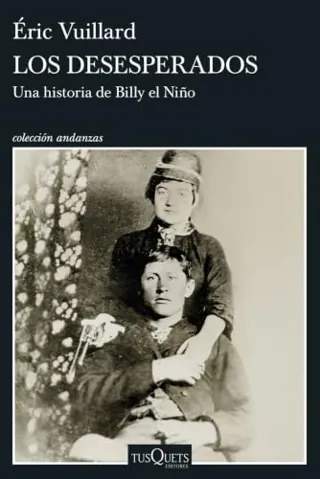 Éric Vuillard
LOS DESESPERADOS
Una historia de Billy el Niño
colección andanzas
TUSQUETS
EDITORES